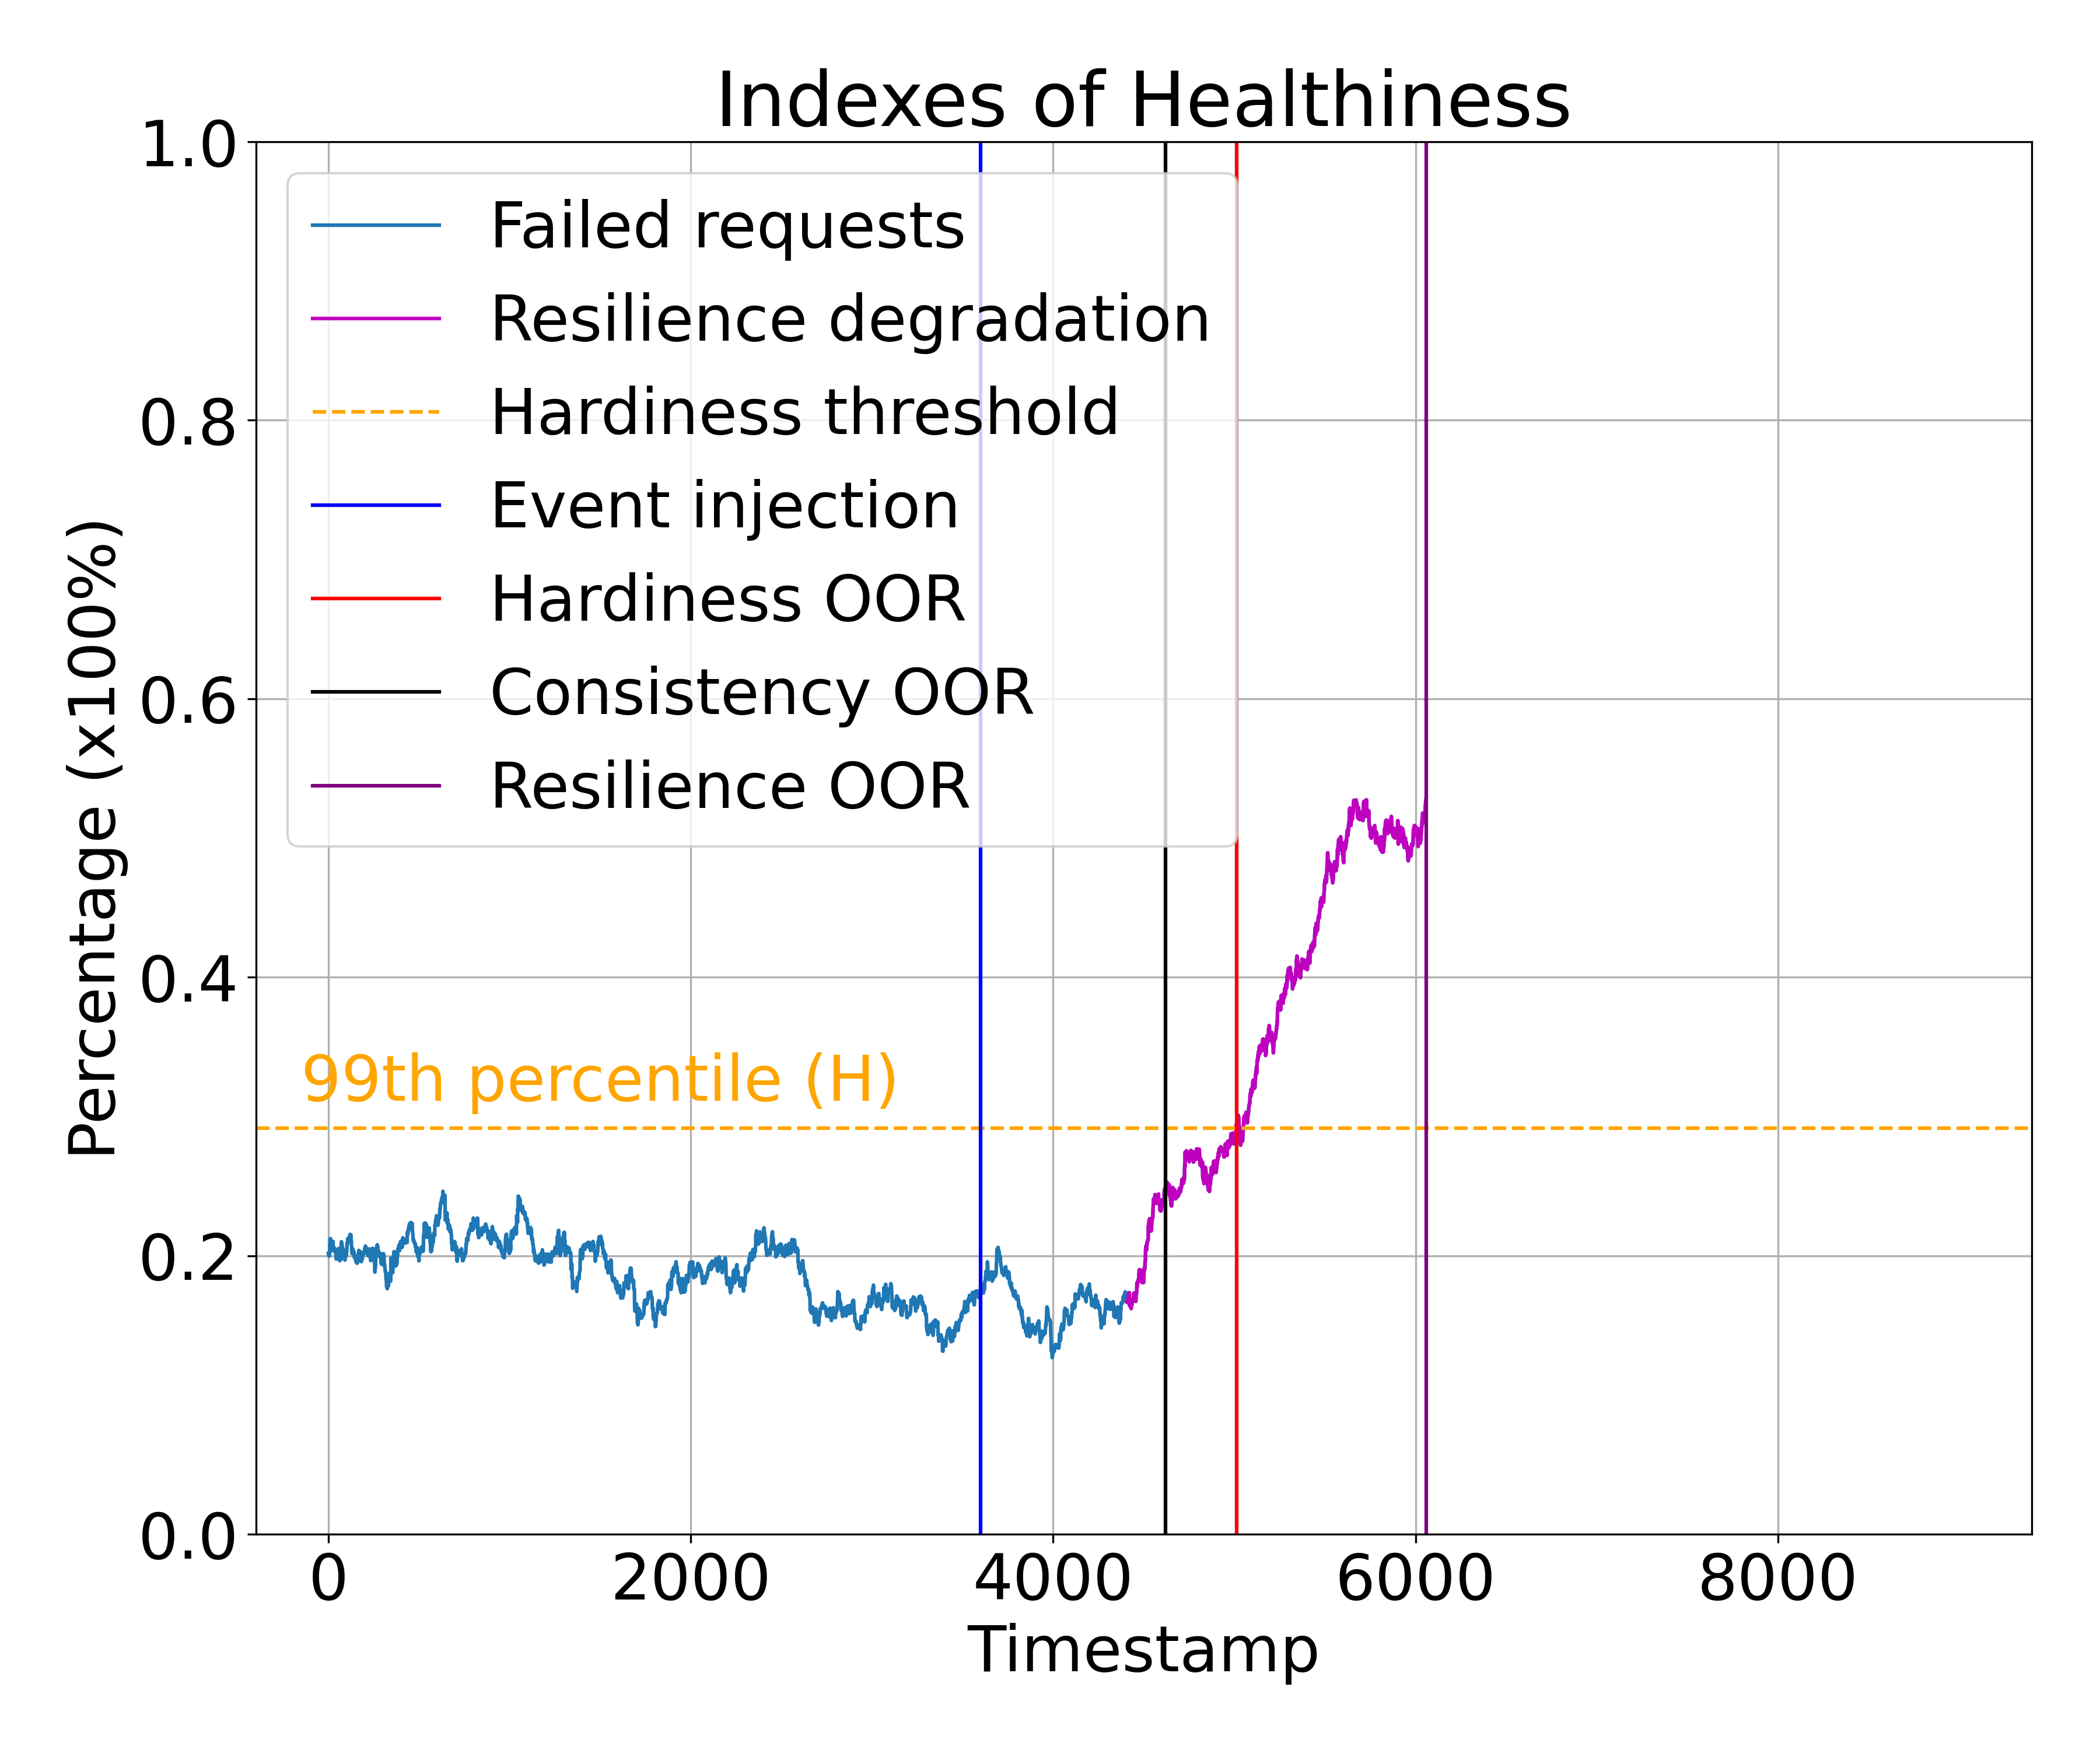 Indexes of Healthiness
1.0
0.8
0.6
0.4
0.2
0.0
Percentage (x100%)
Failed requests
Resilience degradation
Hardiness threshold
Event injection
Hardiness OOR
Consistency OOR
Resilience OOR
99th percentile (H)
0 2000 4000 6000 8000
Timestamp